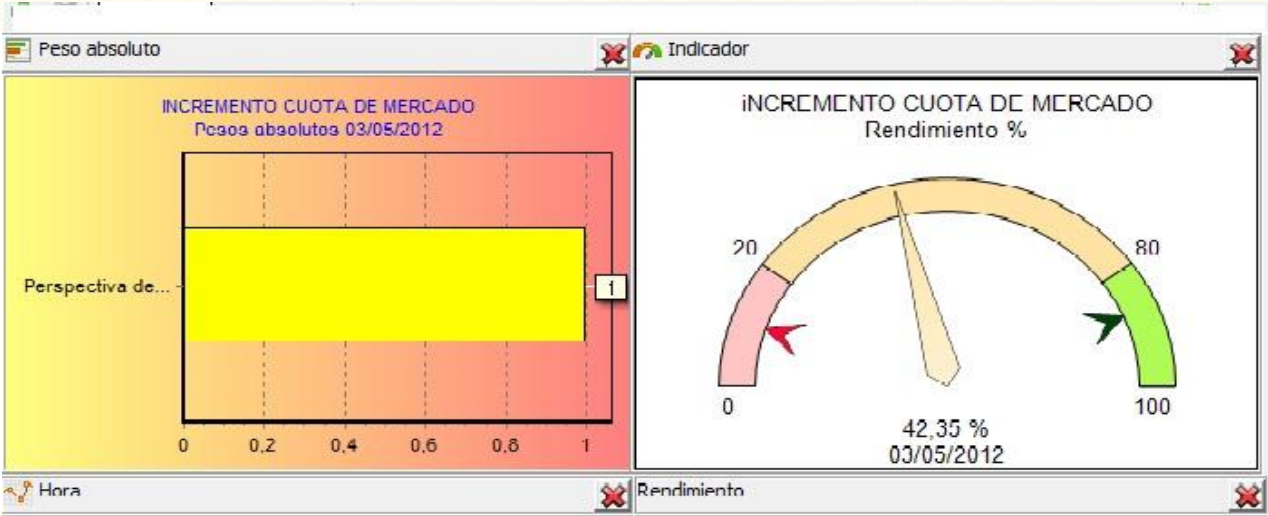 Peso absoluto
INCREMENTO CUOTA DE MERCADO
Pesos absolutos 03/05/2012
Perspectiva de...
1
0 0,2 0,4 0,6 0,8 1
Indicador
iNCREMENTO CUOTA DE MERCADO
Rendimiento %
20 80
0 100
42,35 %
03/05/2012
Hora
Rendimiento